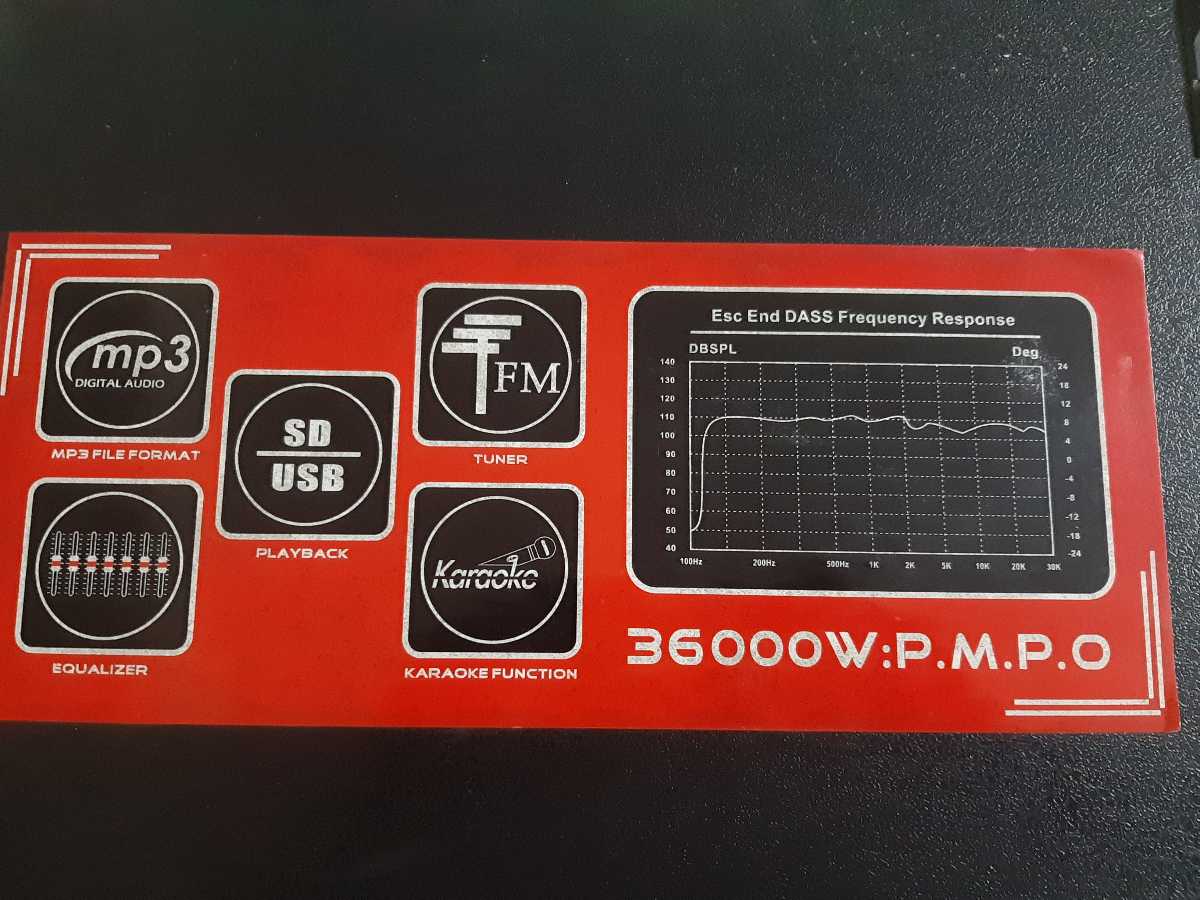 mp3
DIGITAL AUDIO
MP3 FILE FORMAT
SD
USB
PLAYBACK
FM
TUNER
EQUALIZER
Karaoke
KARAOKE FUNCTION
Esc End DASS Frequency Response
DBSPL
Deg
140
130
120
110
100
90
80
70
60
50
40
24
18
12
8
4
0
-4
-8
-12
-18
-24
100Hz 200Hz 500Hz 1K 2K 5K 10K 20K 30K
36000W:P.M.P.O